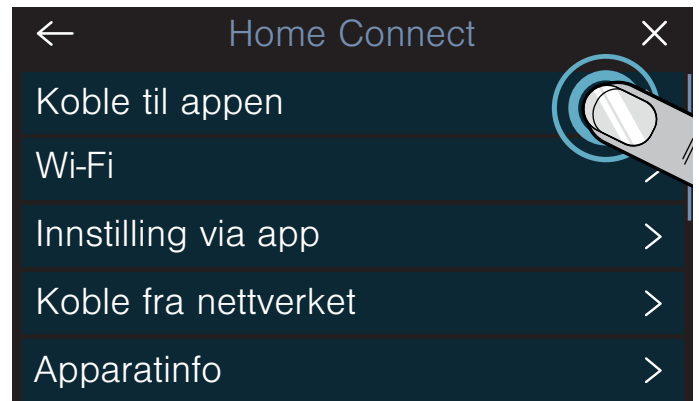 Home Connect
Koble til appen
Wi-Fi
Innstilling via app
Koble fra nettverket
Apparatinfo